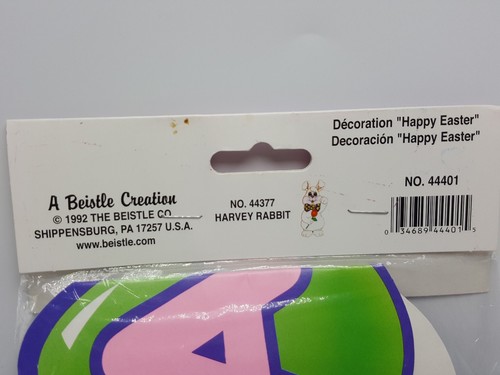 Décoration "Happy Easter"
Decoración "Happy Easter"
A Beistle Creation
© 1992 THE BEISTLE CO.
SHIPPENSBURG, PA 17257 U.S.A.
www.beistle.com
NO. 44377
HARVEY RABBIT
NO. 44401
0 34689 44401 5
A